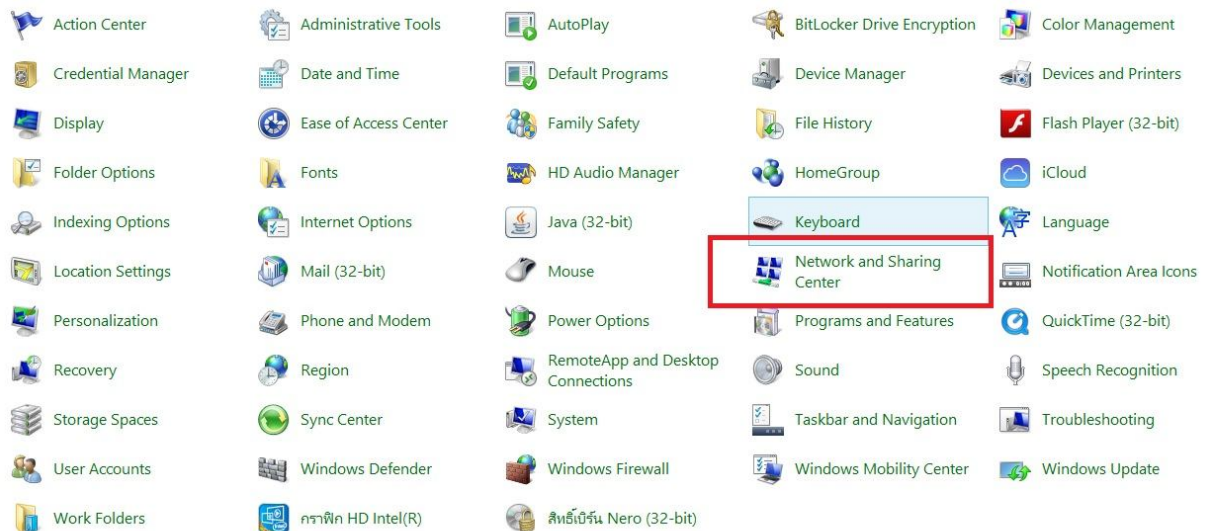 Action Center
Administrative Tools
AutoPlay
BitLocker Drive Encryption
Color Management
Credential Manager
Date and Time
Default Programs
Device Manager
Devices and Printers
Display
Ease of Access Center
Family Safety
File History
Flash Player (32-bit)
Folder Options
Fonts
HD Audio Manager
HomeGroup
iCloud
Indexing Options
Internet Options
Java (32-bit)
Keyboard
Language
Location Settings
Mail (32-bit)
Mouse
Network and Sharing
Center
Notification Area Icons
Personalization
Phone and Modem
Power Options
Programs and Features
QuickTime (32-bit)
Recovery
Region
RemoteApp and Desktop
Connections
Sound
Speech Recognition
Storage Spaces
Sync Center
System
Taskbar and Navigation
Troubleshooting
User Accounts
Windows Defender
Windows Firewall
Windows Mobility Center
Windows Update
Work Folders
กราฟิก HD Intel(R)
สิทธิ์เบิร์น Nero (32-bit)